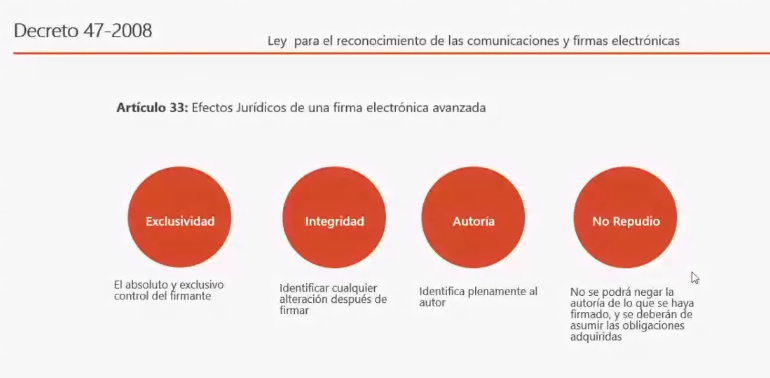 Decreto 47-2008
Ley para el reconocimiento de las comunicaciones y firmas electrónicas
Artículo 33: Efectos Jurídicos de una firma electrónica avanzada
Exclusividad
El absoluto y exclusivo
control del firmante
Integridad
Identificar cualquier
alteración después de
firmar
Autoría
Identifica plenamente al
autor
No Repudio
No se podrá negar la
autoría de lo que se haya
firmado, y se deberán de
asumir las obligaciones
adquiridas